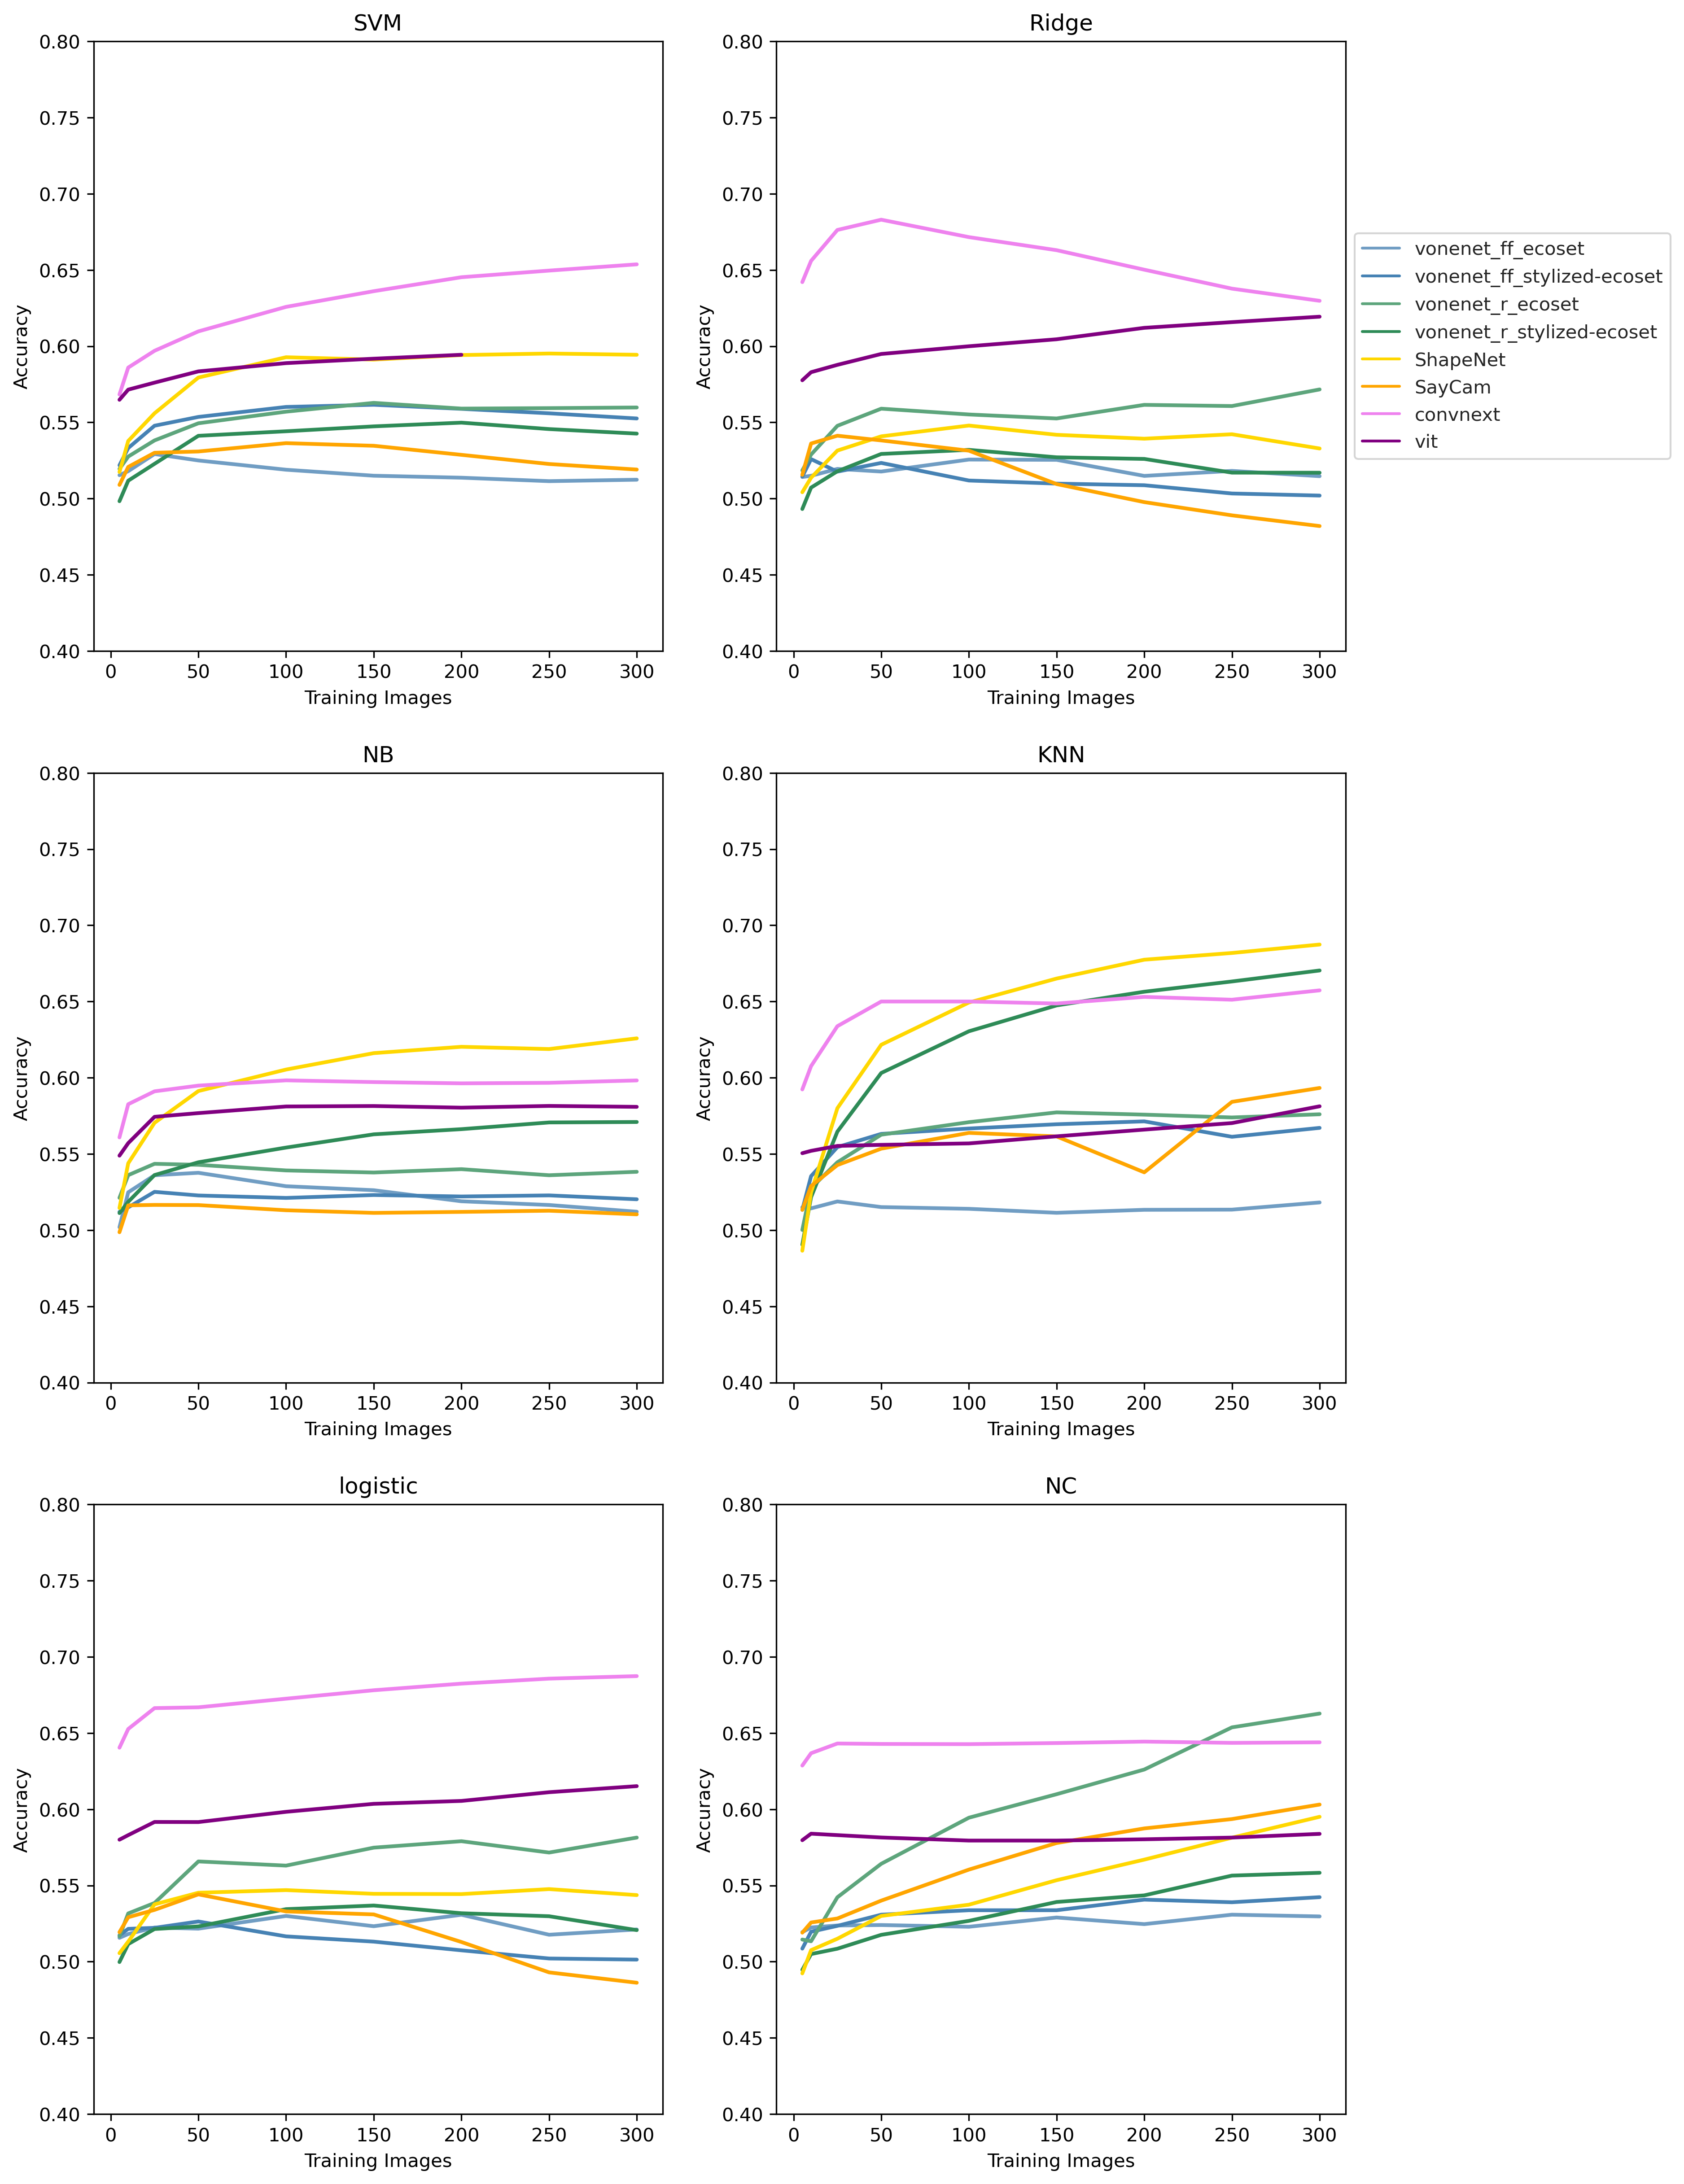 SVM
0.80
0.75
0.70
0.65
0.60
0.55
0.50
0.45
0.40
Accuracy
0 50 100 150 200 250 300
Training Images
Ridge
0.80
0.75
0.70
0.65
0.60
0.55
0.50
0.45
0.40
Accuracy
0 50 100 150 200 250 300
Training Images
vonenet_ff_ecoset
vonenet_ff_stylized-ecoset
vonenet_r_ecoset
vonenet_r_stylized-ecoset
ShapeNet
SayCam
convnext
vit
NB
0.80
0.75
0.70
0.65
0.60
0.55
0.50
0.45
0.40
Accuracy
0 50 100 150 200 250 300
Training Images
KNN
0.80
0.75
0.70
0.65
0.60
0.55
0.50
0.45
0.40
Accuracy
0 50 100 150 200 250 300
Training Images
logistic
0.80
0.75
0.70
0.65
0.60
0.55
0.50
0.45
0.40
Accuracy
0 50 100 150 200 250 300
Training Images
NC
0.80
0.75
0.70
0.65
0.60
0.55
0.50
0.45
0.40
Accuracy
0 50 100 150 200 250 300
Training Images